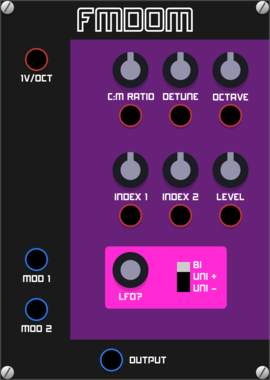 FMDOM
1V/OCT
C:M RATIO DETUNE OCTAVE
INDEX 1 INDEX 2 LEVEL
MOD 1
MOD 2
LFO?
BI
UNI +
UNI -
OUTPUT